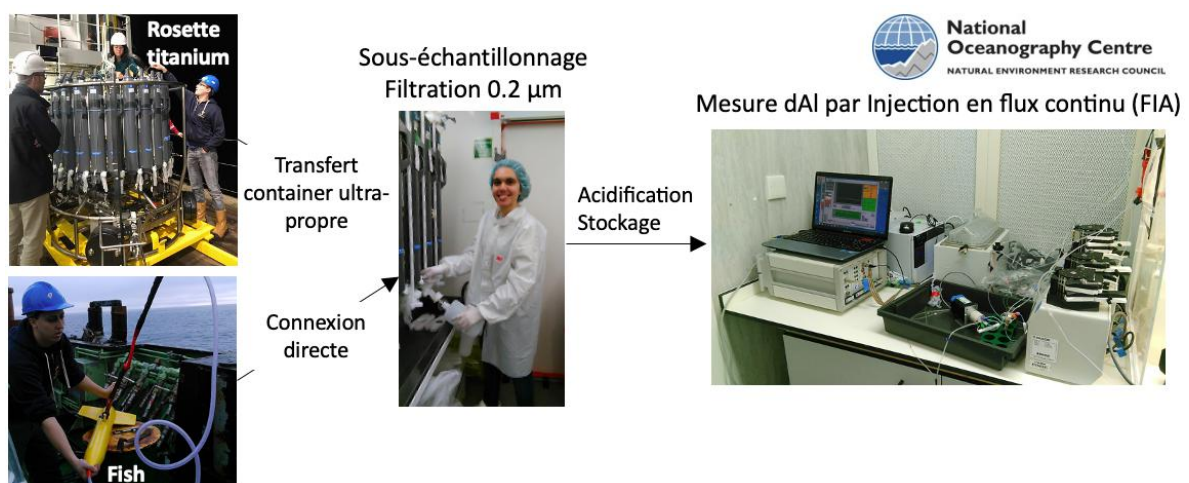 Rosette
titanium
Sous-échantillonnage
Filtration 0.2 µm
National
Oceanography Centre
NATURAL ENVIRONMENT RESEARCH COUNCIL
Mesure dAl par Injection en flux continu (FIA)
Transfert
container ultra-
propre
Acidification
Stockage
Connexion
directe
Fish